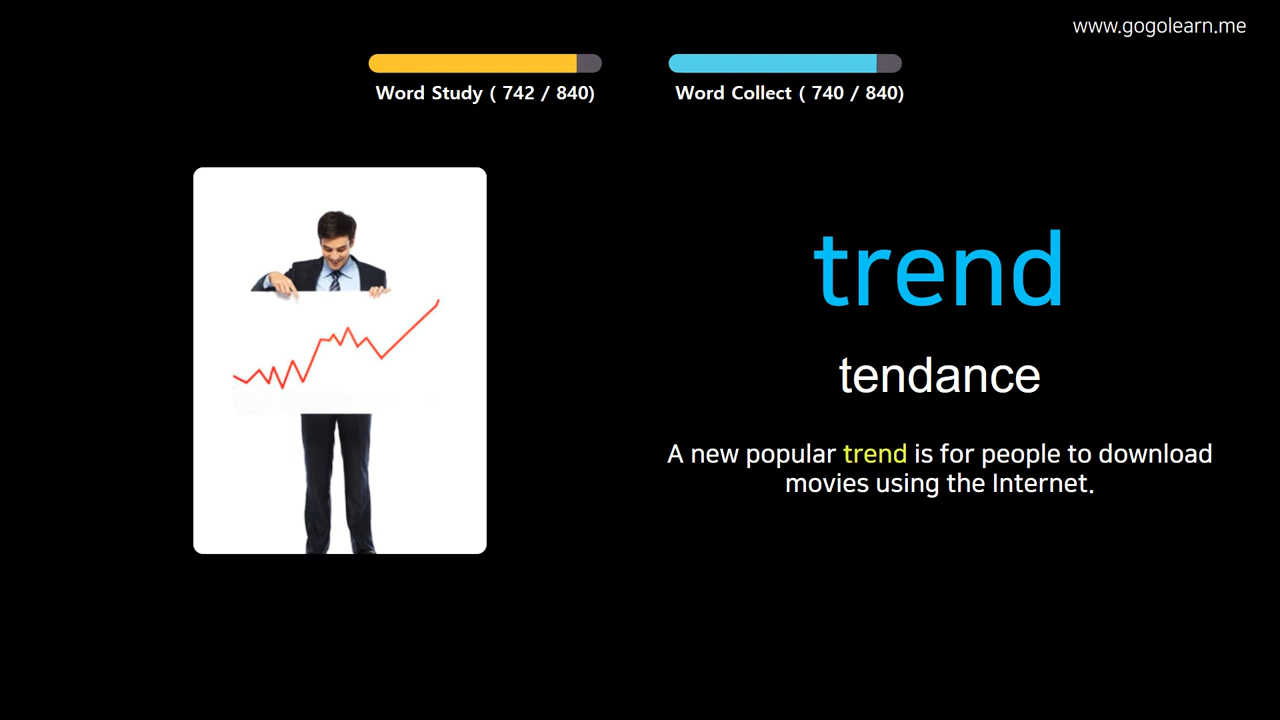 www.gogolearn.me
Word Study ( 742 / 840)
Word Collect ( 740 / 840)
trend
tendance
A new popular trend is for people to download
movies using the Internet.